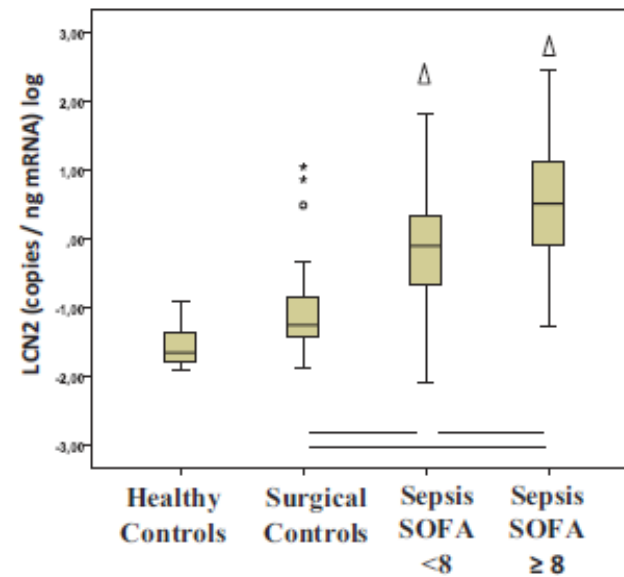 LCN2 (copies / ng mRNA) log
3,00
2,00
1,00
,00
-1,00
-2,00
-3,00
Healthy Controls
Surgical Controls
Sepsis SOFA <8
Sepsis SOFA ≥ 8